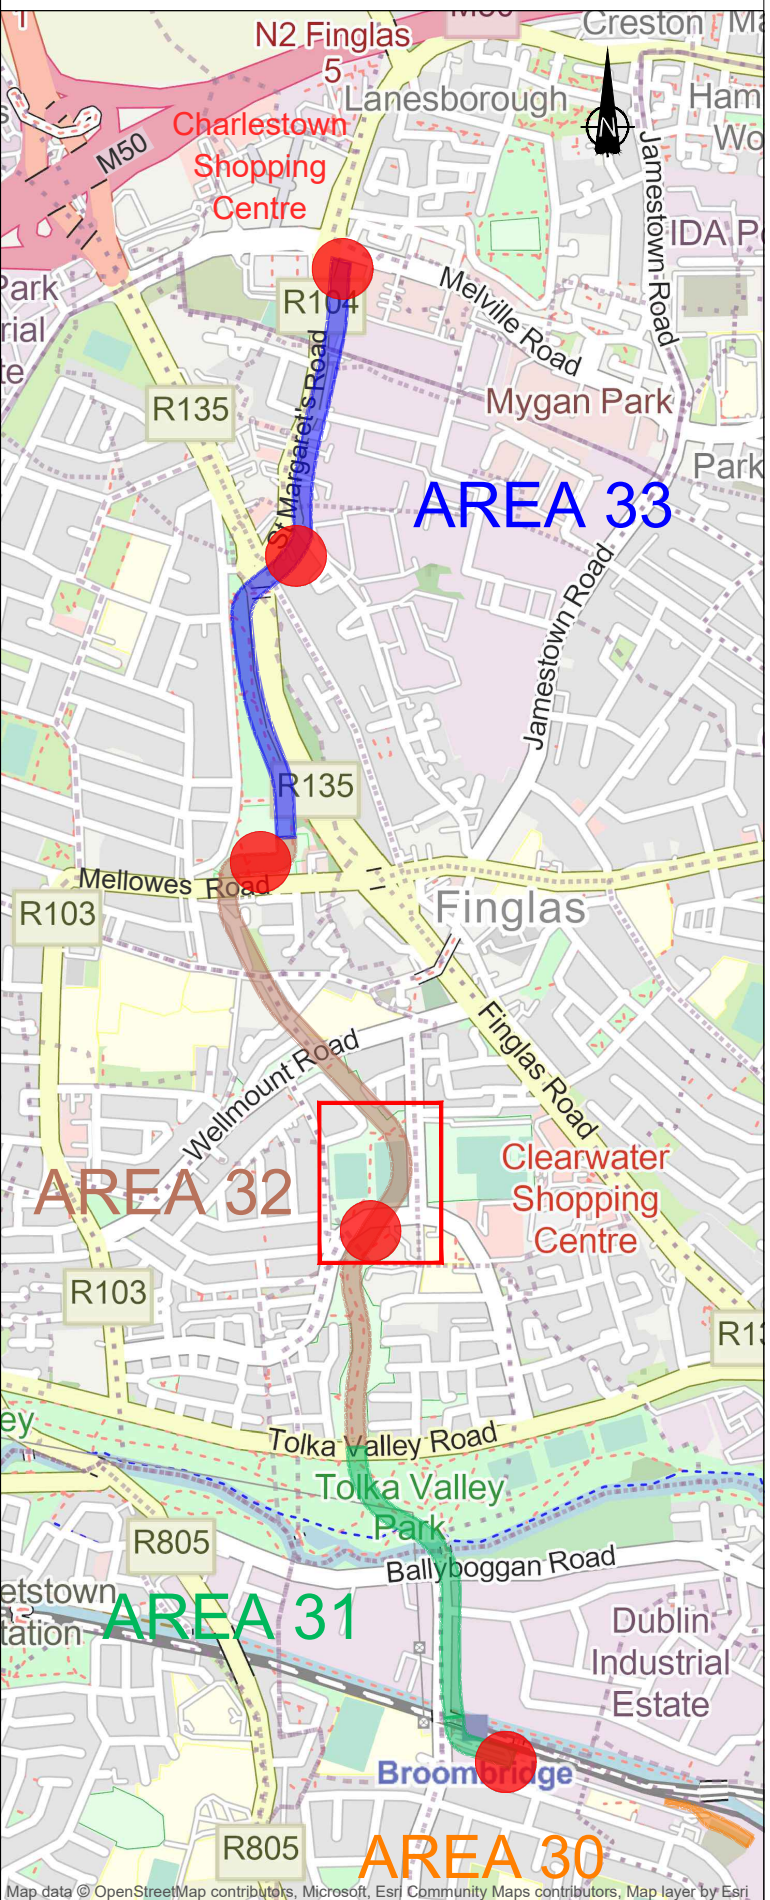 Creston
N2 Finglas
5
Lanesborough
N
M50
Charlestown
Shopping
Centre
Jamestown Road
R104
Melville Road
St Margaret's Road
R135
Mygan Park
Park
AREA 33
Jamestown Road
R135
Mellowes Road
R103
Finglas
Finglas Road
Wellmount Road
AREA 32
Clearwater
Shopping
Centre
R103
Tolka Valley Road
Tolka Valley
Park
R805
Ballyboggan Road
AREA 31
Dublin
Industrial
Estate
Broombridge
R805
AREA 30
Map data © OpenStreetMap contributors, Microsoft, Esri Community Maps contributors, Map layer by Esri